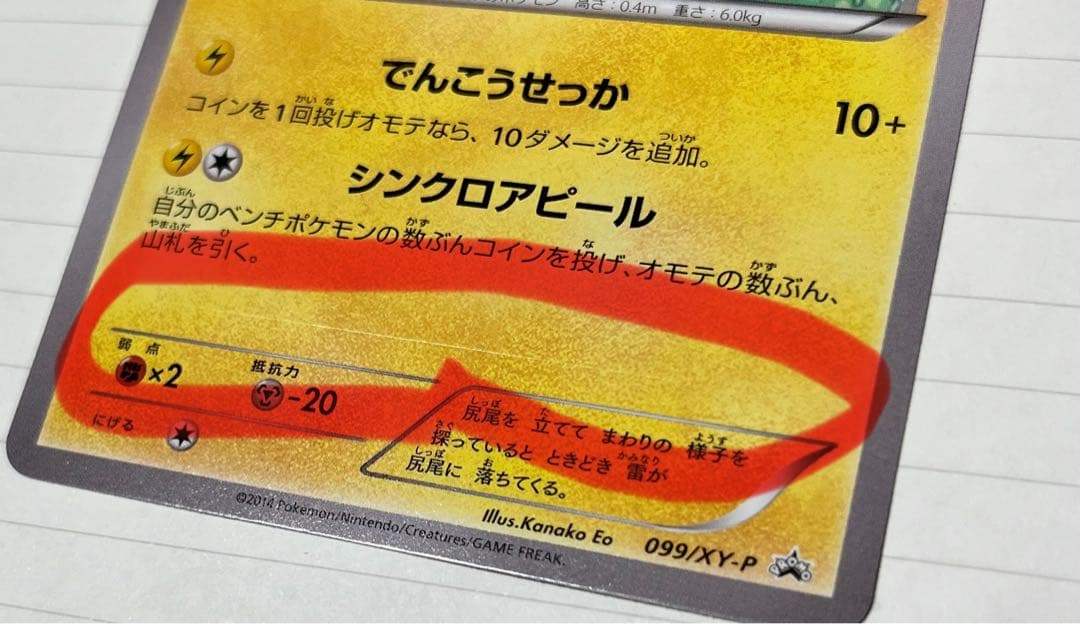 ポケモン 高さ：0.4m 重さ：6.0kg
でんこうせっか 10+
コインを1回投げオモテなら、10ダメージを追加。
シンクロアピール
自分のベンチポケモンの数ぶんコインを投げ、オモテの数ぶん、
山札を引く。
弱点 抵抗力
×2 -20
にげる
尻尾を 立てて まわりの 様子を
探っていると ときどき 雷が
尻尾に 落ちてくる。
Illus.Kanako Eo 099/XY-P
©2014 Pokémon/Nintendo/Creatures/GAME FREAK.
PROMO